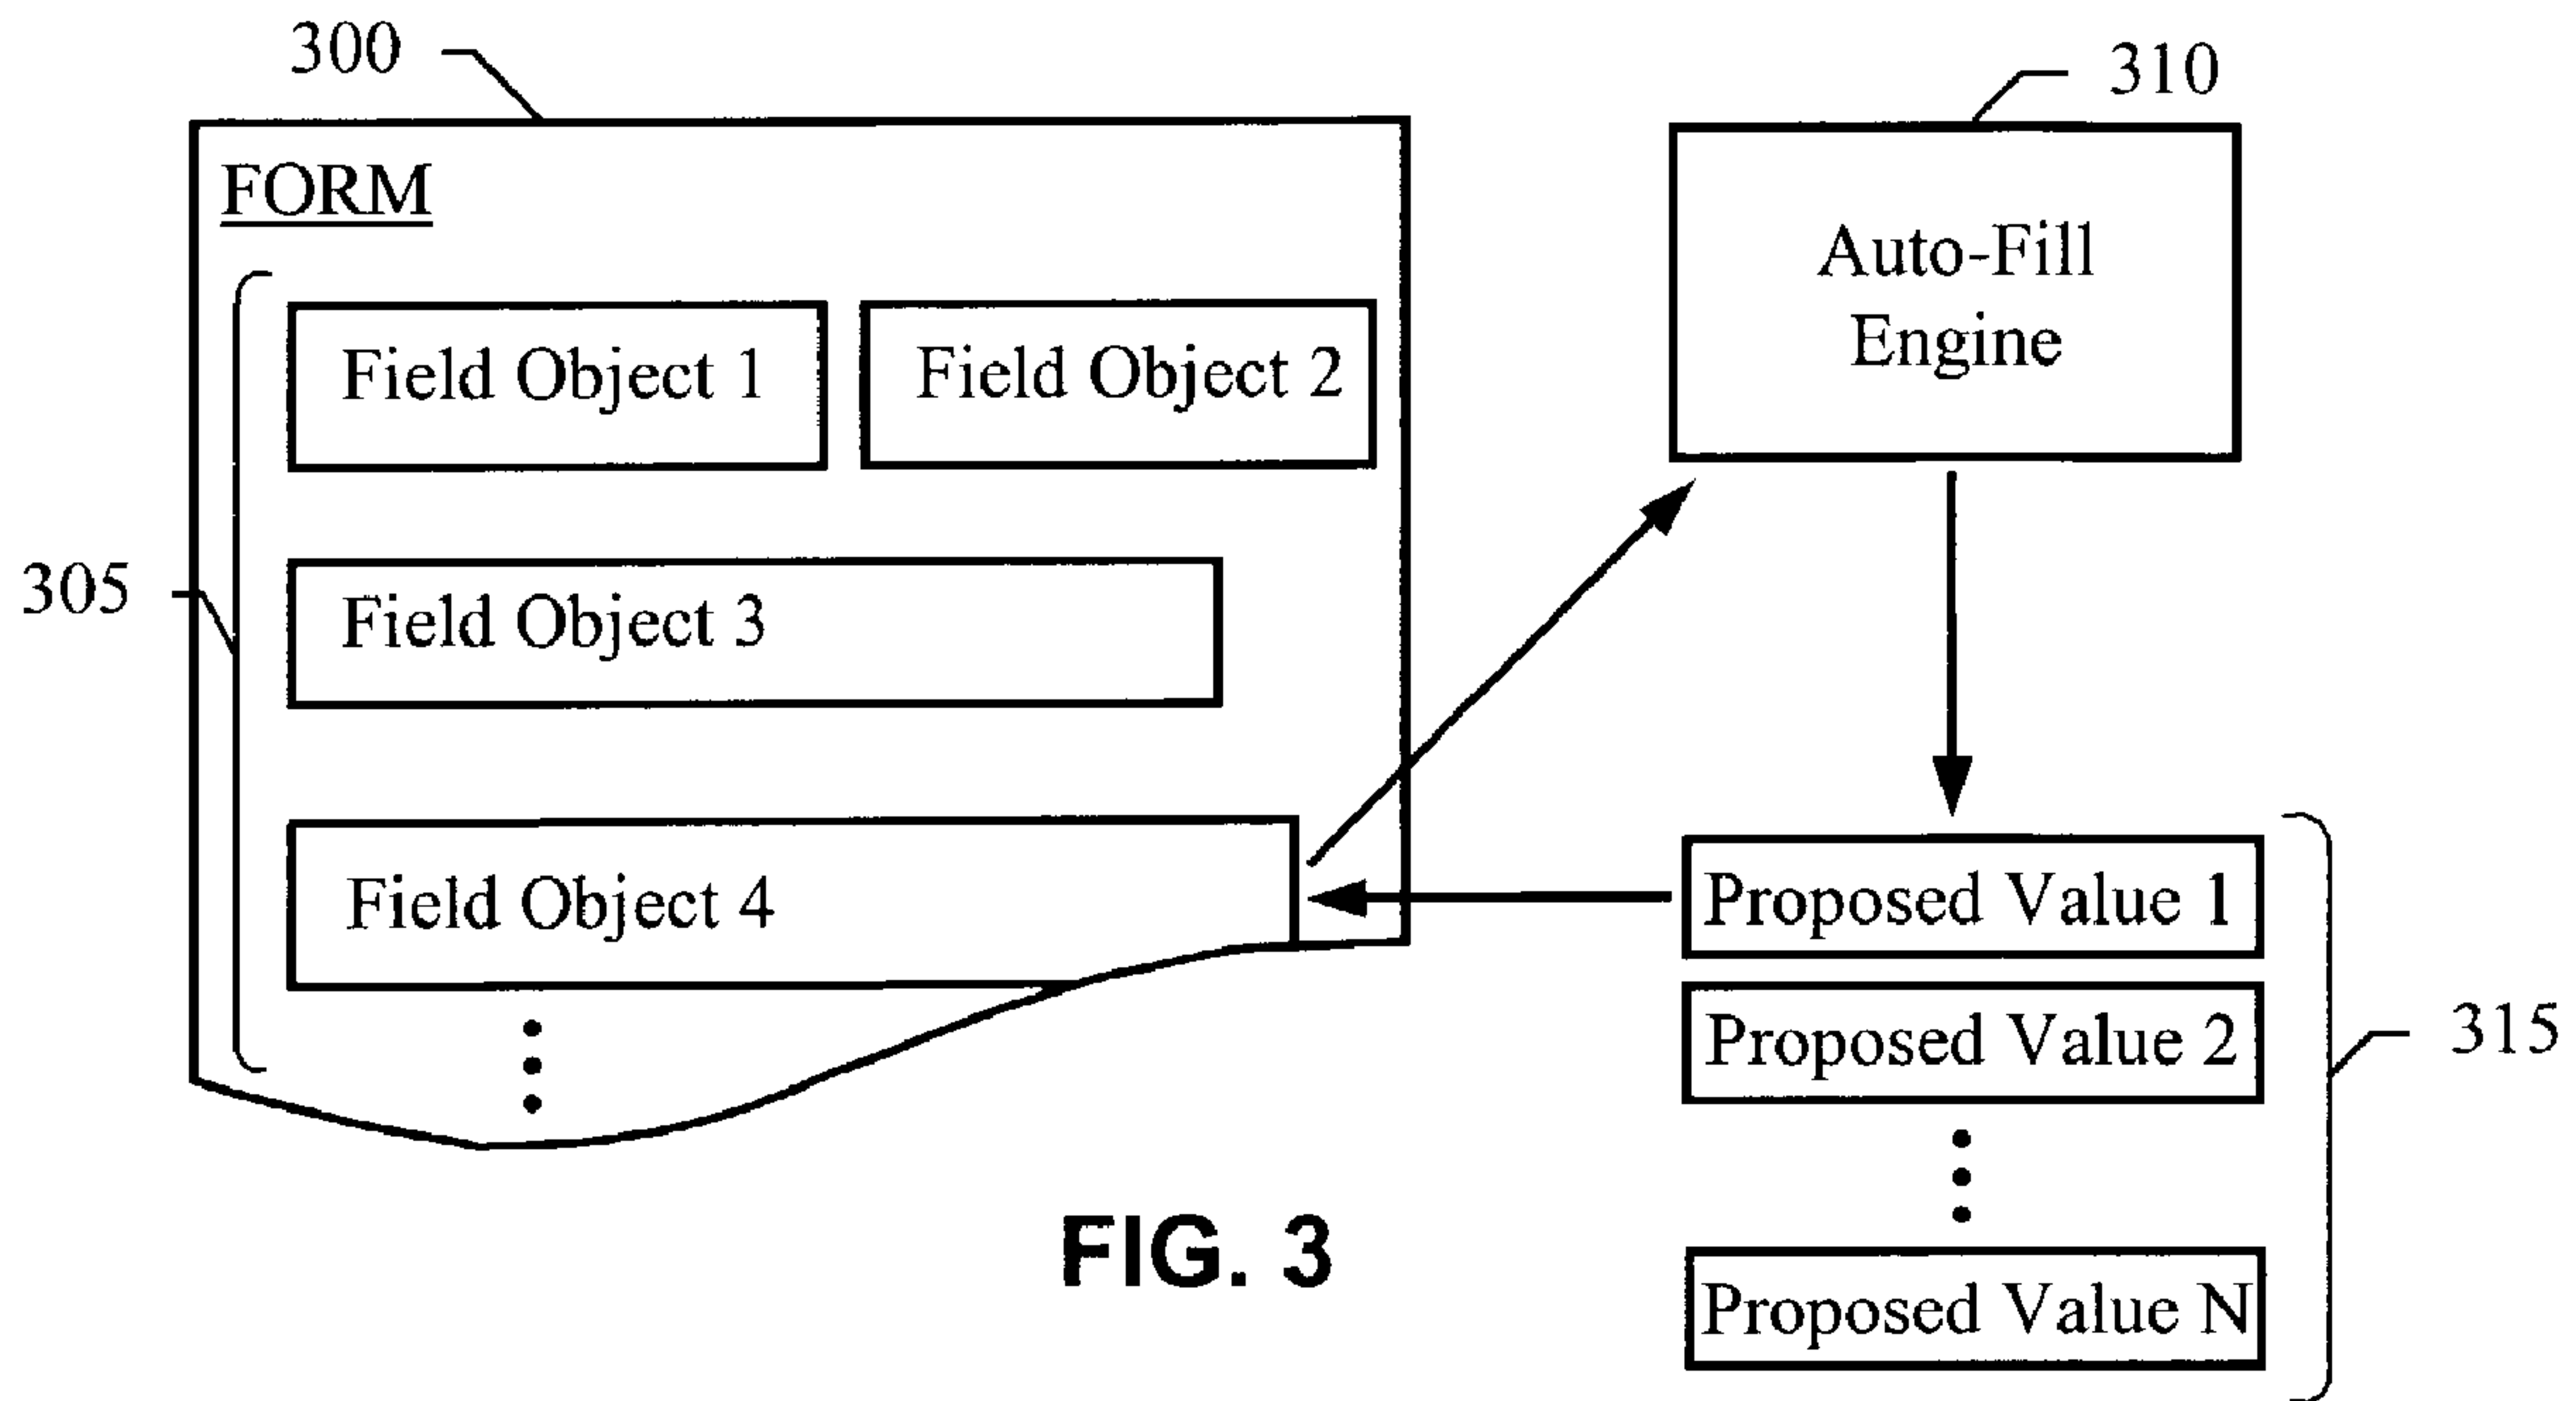 300
310
FORM
Auto-Fill
Engine
Field Object 1
Field Object 2
305
Field Object 3
Field Object 4
Proposed Value 1
Proposed Value 2
315
Proposed Value N
FIG. 3